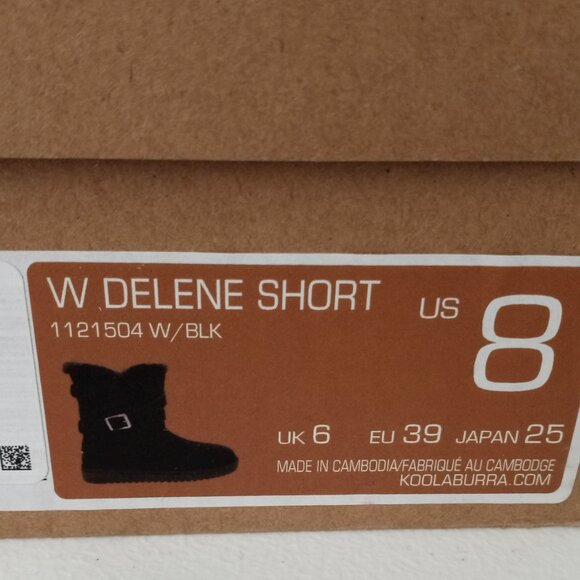 W DELENE SHORT
1121504 W/BLK
US 8
UK 6 EU 39 JAPAN 25
MADE IN CAMBODIA/FABRIQUÉ AU CAMBODGE
KOOLABURRA.COM